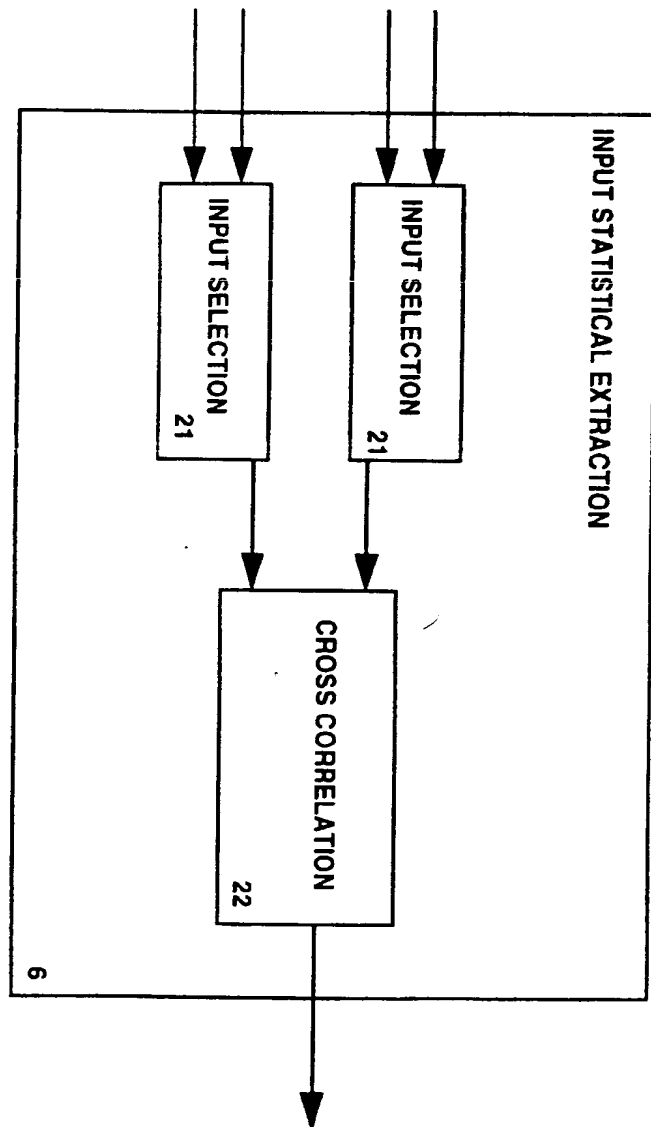 INPUT STATISTICAL EXTRACTION
INPUT SELECTION
21
INPUT SELECTION
21
CROSS CORRELATION
22
6